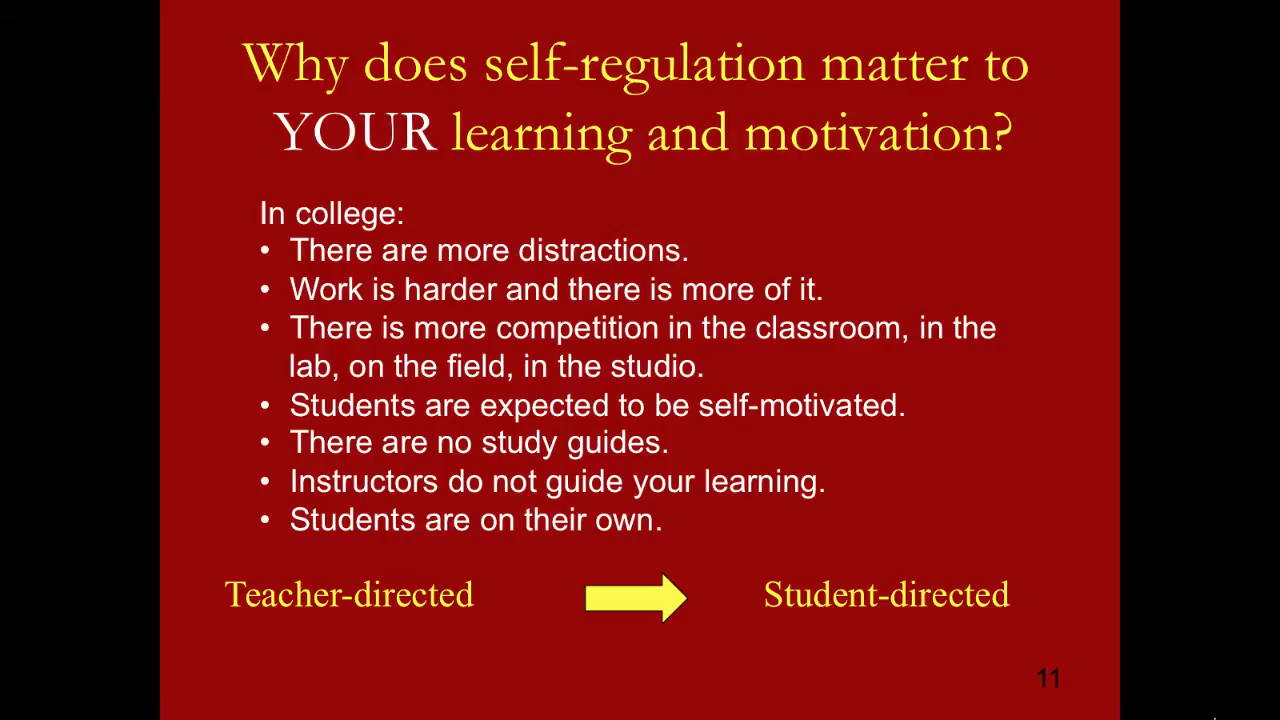 Why does self-regulation matter to
YOUR learning and motivation?
In college:
• There are more distractions.
• Work is harder and there is more of it.
• There is more competition in the classroom, in the
lab, on the field, in the studio.
• Students are expected to be self-motivated.
• There are no study guides.
• Instructors do not guide your learning.
• Students are on their own.
Teacher-directed
Student-directed
11